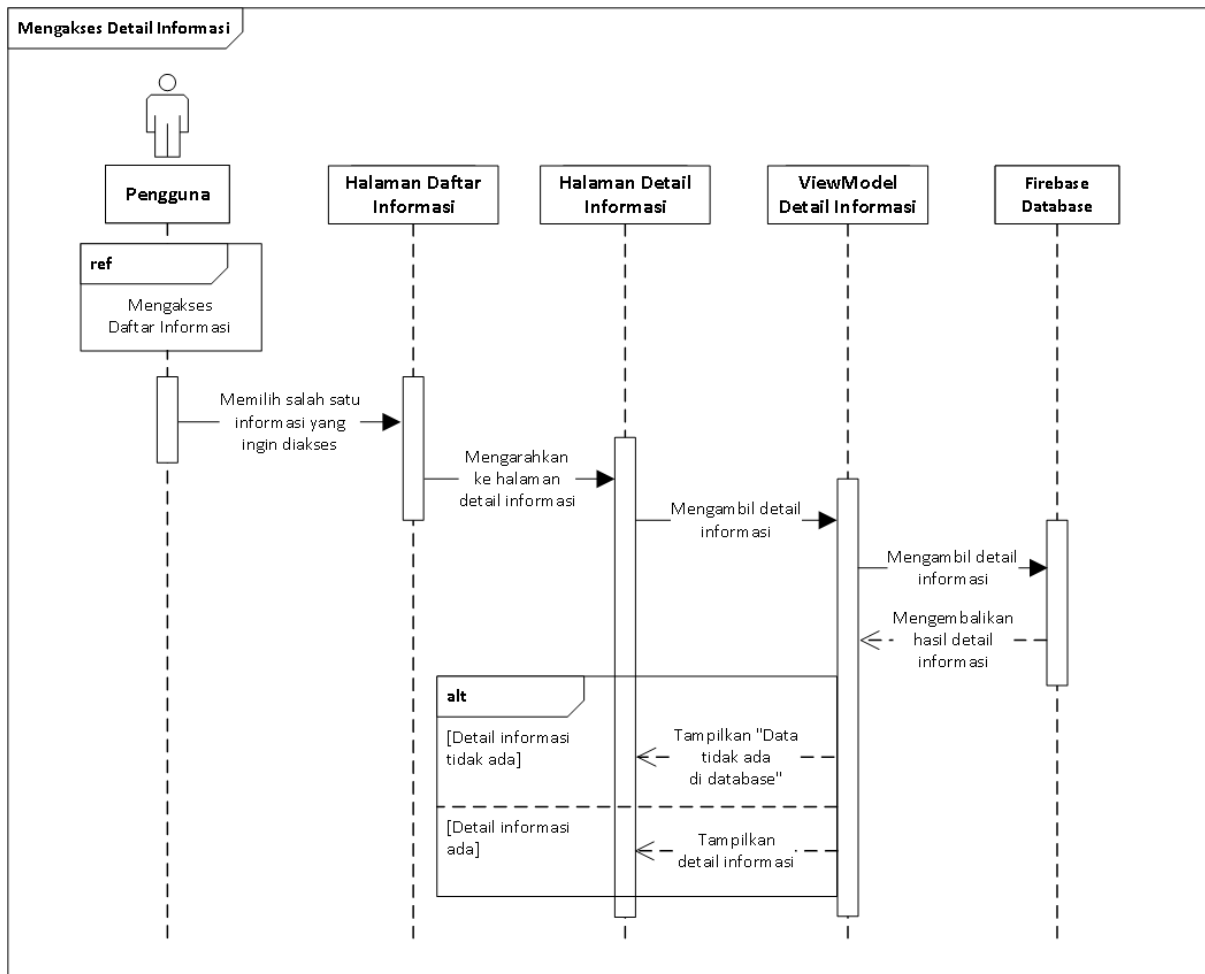 Mengakses Detail Informasi
Pengguna
Halaman Daftar
Informasi
Halaman Detail
Informasi
ViewModel
Detail Informasi
Firebase
Database
ref
Mengakses
Daftar Informasi
Memilih salah satu
informasi yang
ingin diakses
Mengarahkan
ke halaman
detail informasi
Mengambil detail
informasi
Mengambil detail
informasi
Mengembalikan
hasil detail
informasi
alt
[Detail informasi
tidak ada]
Tampilkan "Data
tidak ada
di database"
[Detail informasi
ada]
Tampilkan
detail informasi